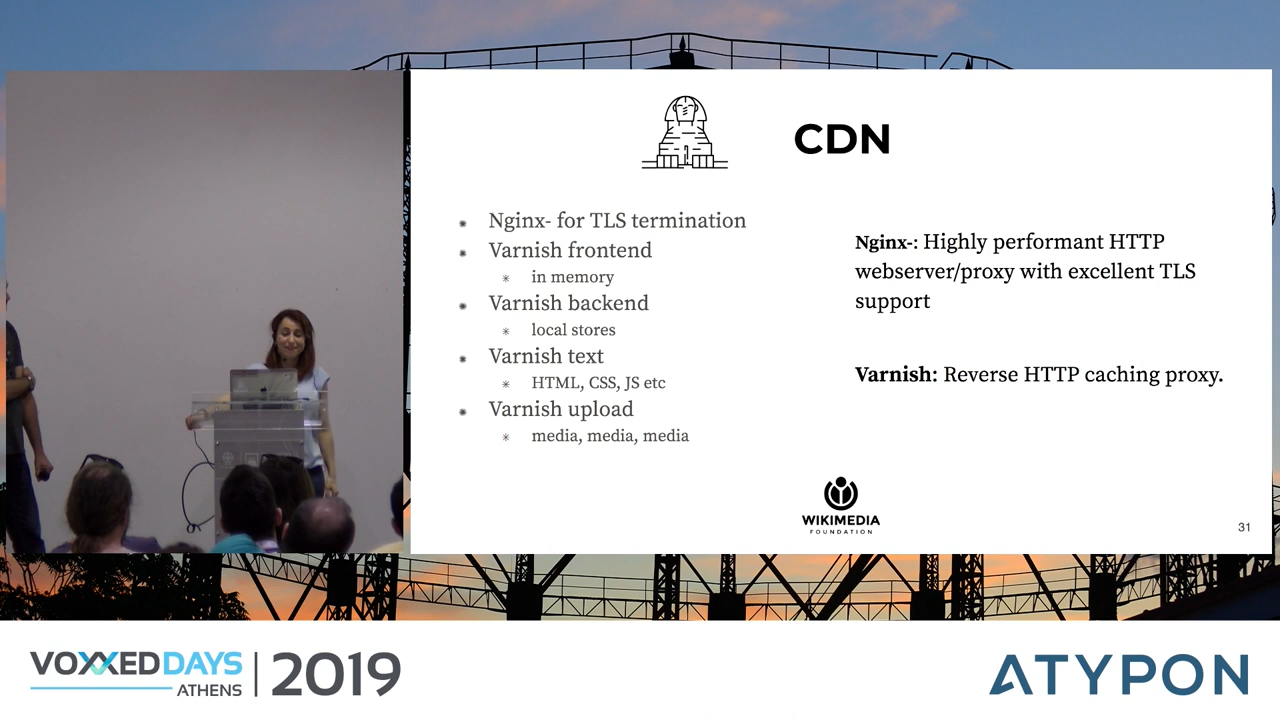 CDN
Nginx- for TLS termination
Varnish frontend
in memory
Varnish backend
local stores
Varnish text
HTML, CSS, JS etc
Varnish upload
media, media, media
Nginx-: Highly performant HTTP
webserver/proxy with excellent TLS
support
Varnish: Reverse HTTP caching proxy.
WIKIMEDIA
FOUNDATION
31
VOXXED DAYS
ATHENS
2019
ATYPON